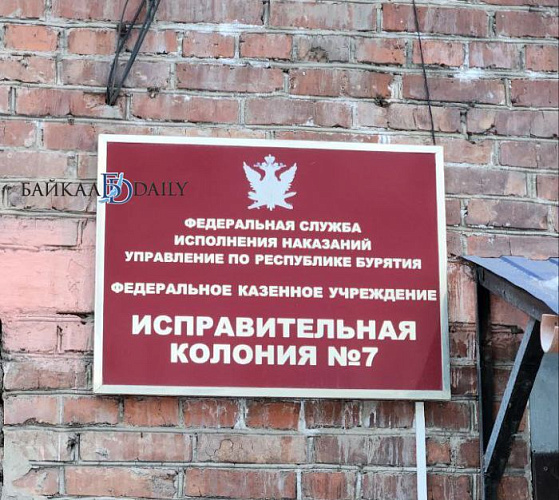 БАЙКАЛ DAILY
ФЕДЕРАЛЬНАЯ СЛУЖБА
ИСПОЛНЕНИЯ НАКАЗАНИЙ
УПРАВЛЕНИЕ ПО РЕСПУБЛИКЕ БУРЯТИЯ
ФЕДЕРАЛЬНОЕ КАЗЕННОЕ УЧРЕЖДЕНИЕ
ИСПРАВИТЕЛЬНАЯ
КОЛОНИЯ №7